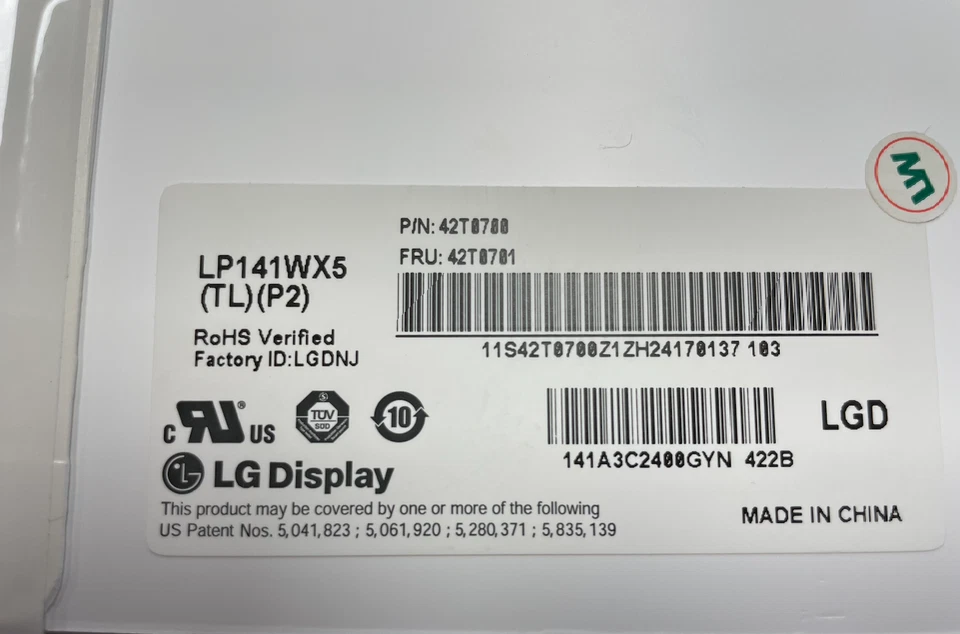 P/N: 42T0700
FRU: 42T0701
LP141WX5
(TL)(P2)
RoHS Verified
Factory ID:LGDNJ
11S42T0700Z1ZH24170137 103
c RU® US
TÜV
SÜD
10
141A3C2400GYN 422B
LGD
LG Display
This product may be covered by one or more of the following
US Patent Nos. 5,041,823 ; 5,061,920 ; 5,280,371 ; 5,835,139
MADE IN CHINA